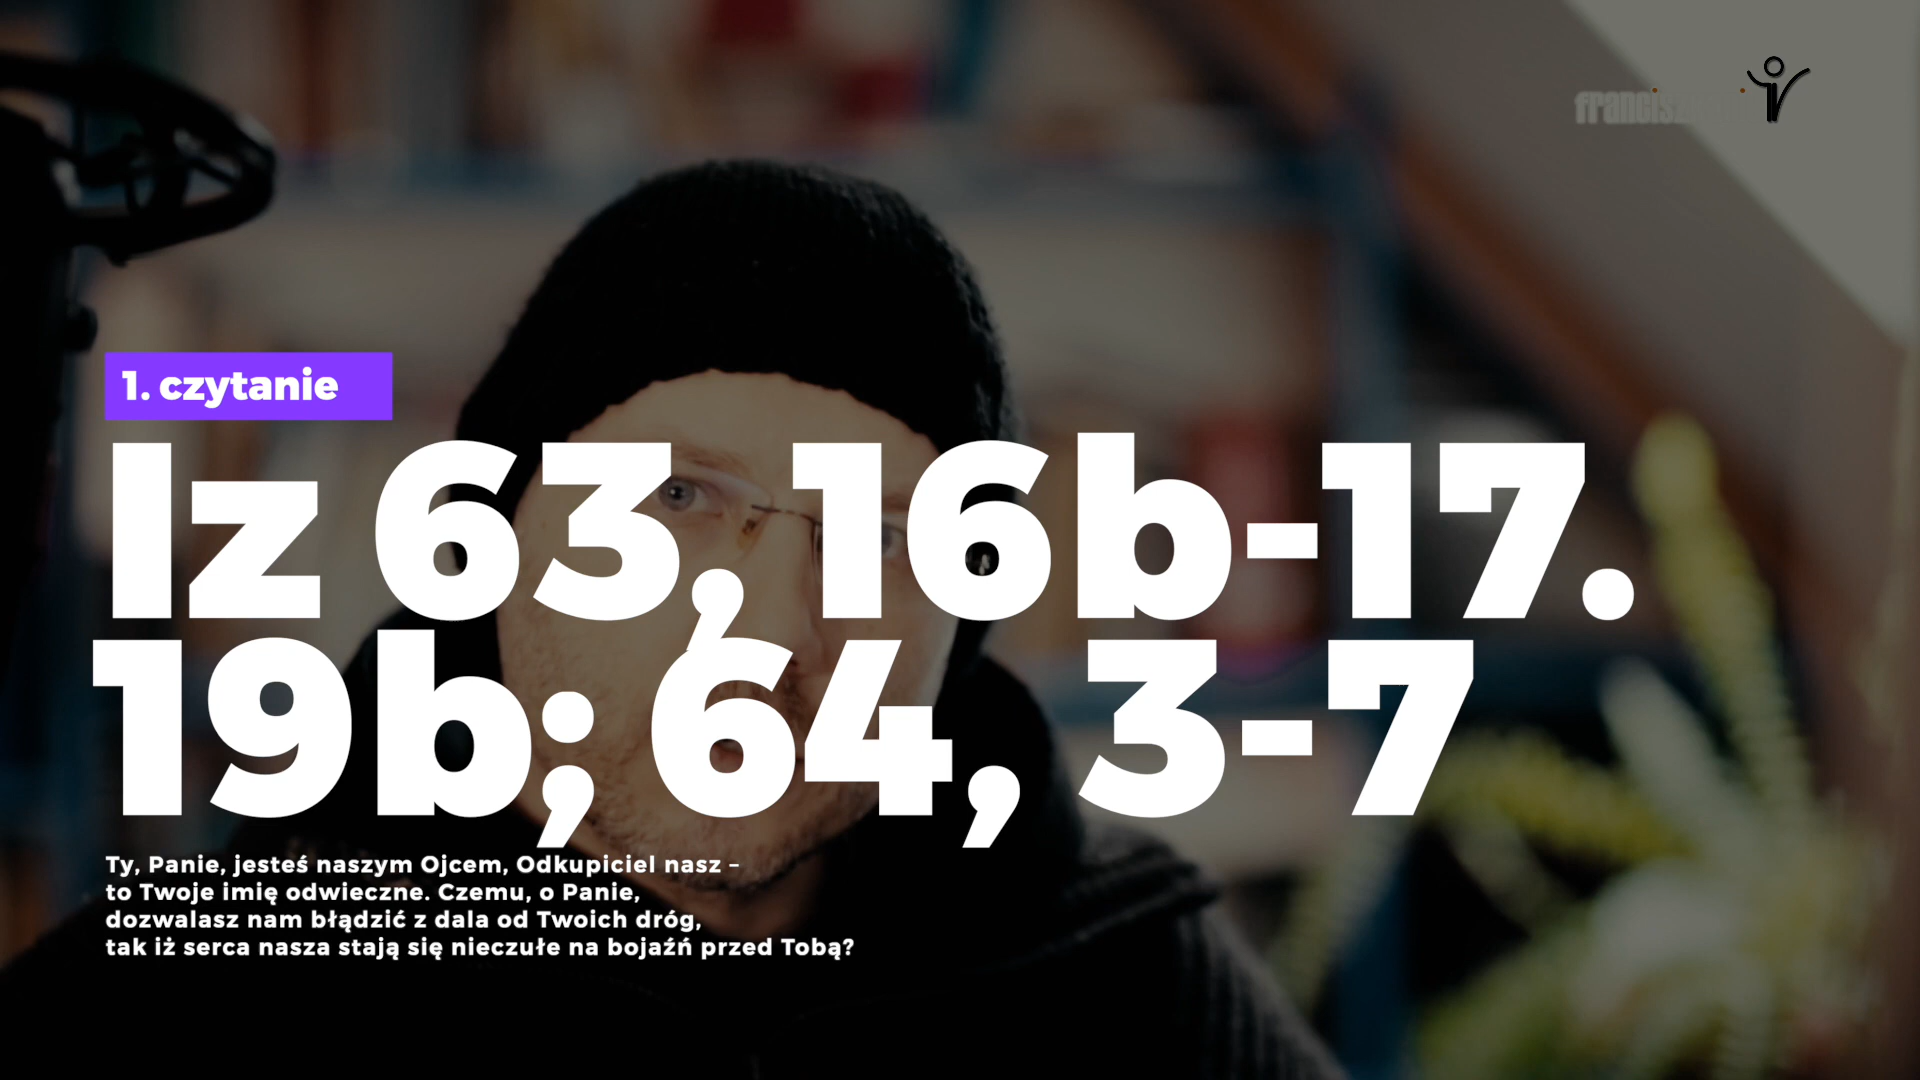 1. czytanie
Iz 63, 16b-17.
19b; 64, 3-7
Ty, Panie, jesteś naszym Ojcem, Odkupiciel nasz –
to Twoje imię odwieczne. Czemu, o Panie,
dozwalasz nam błądzić z dala od Twoich dróg,
tak iż serca nasza stają się nieczułe na bojaźń przed Tobą?